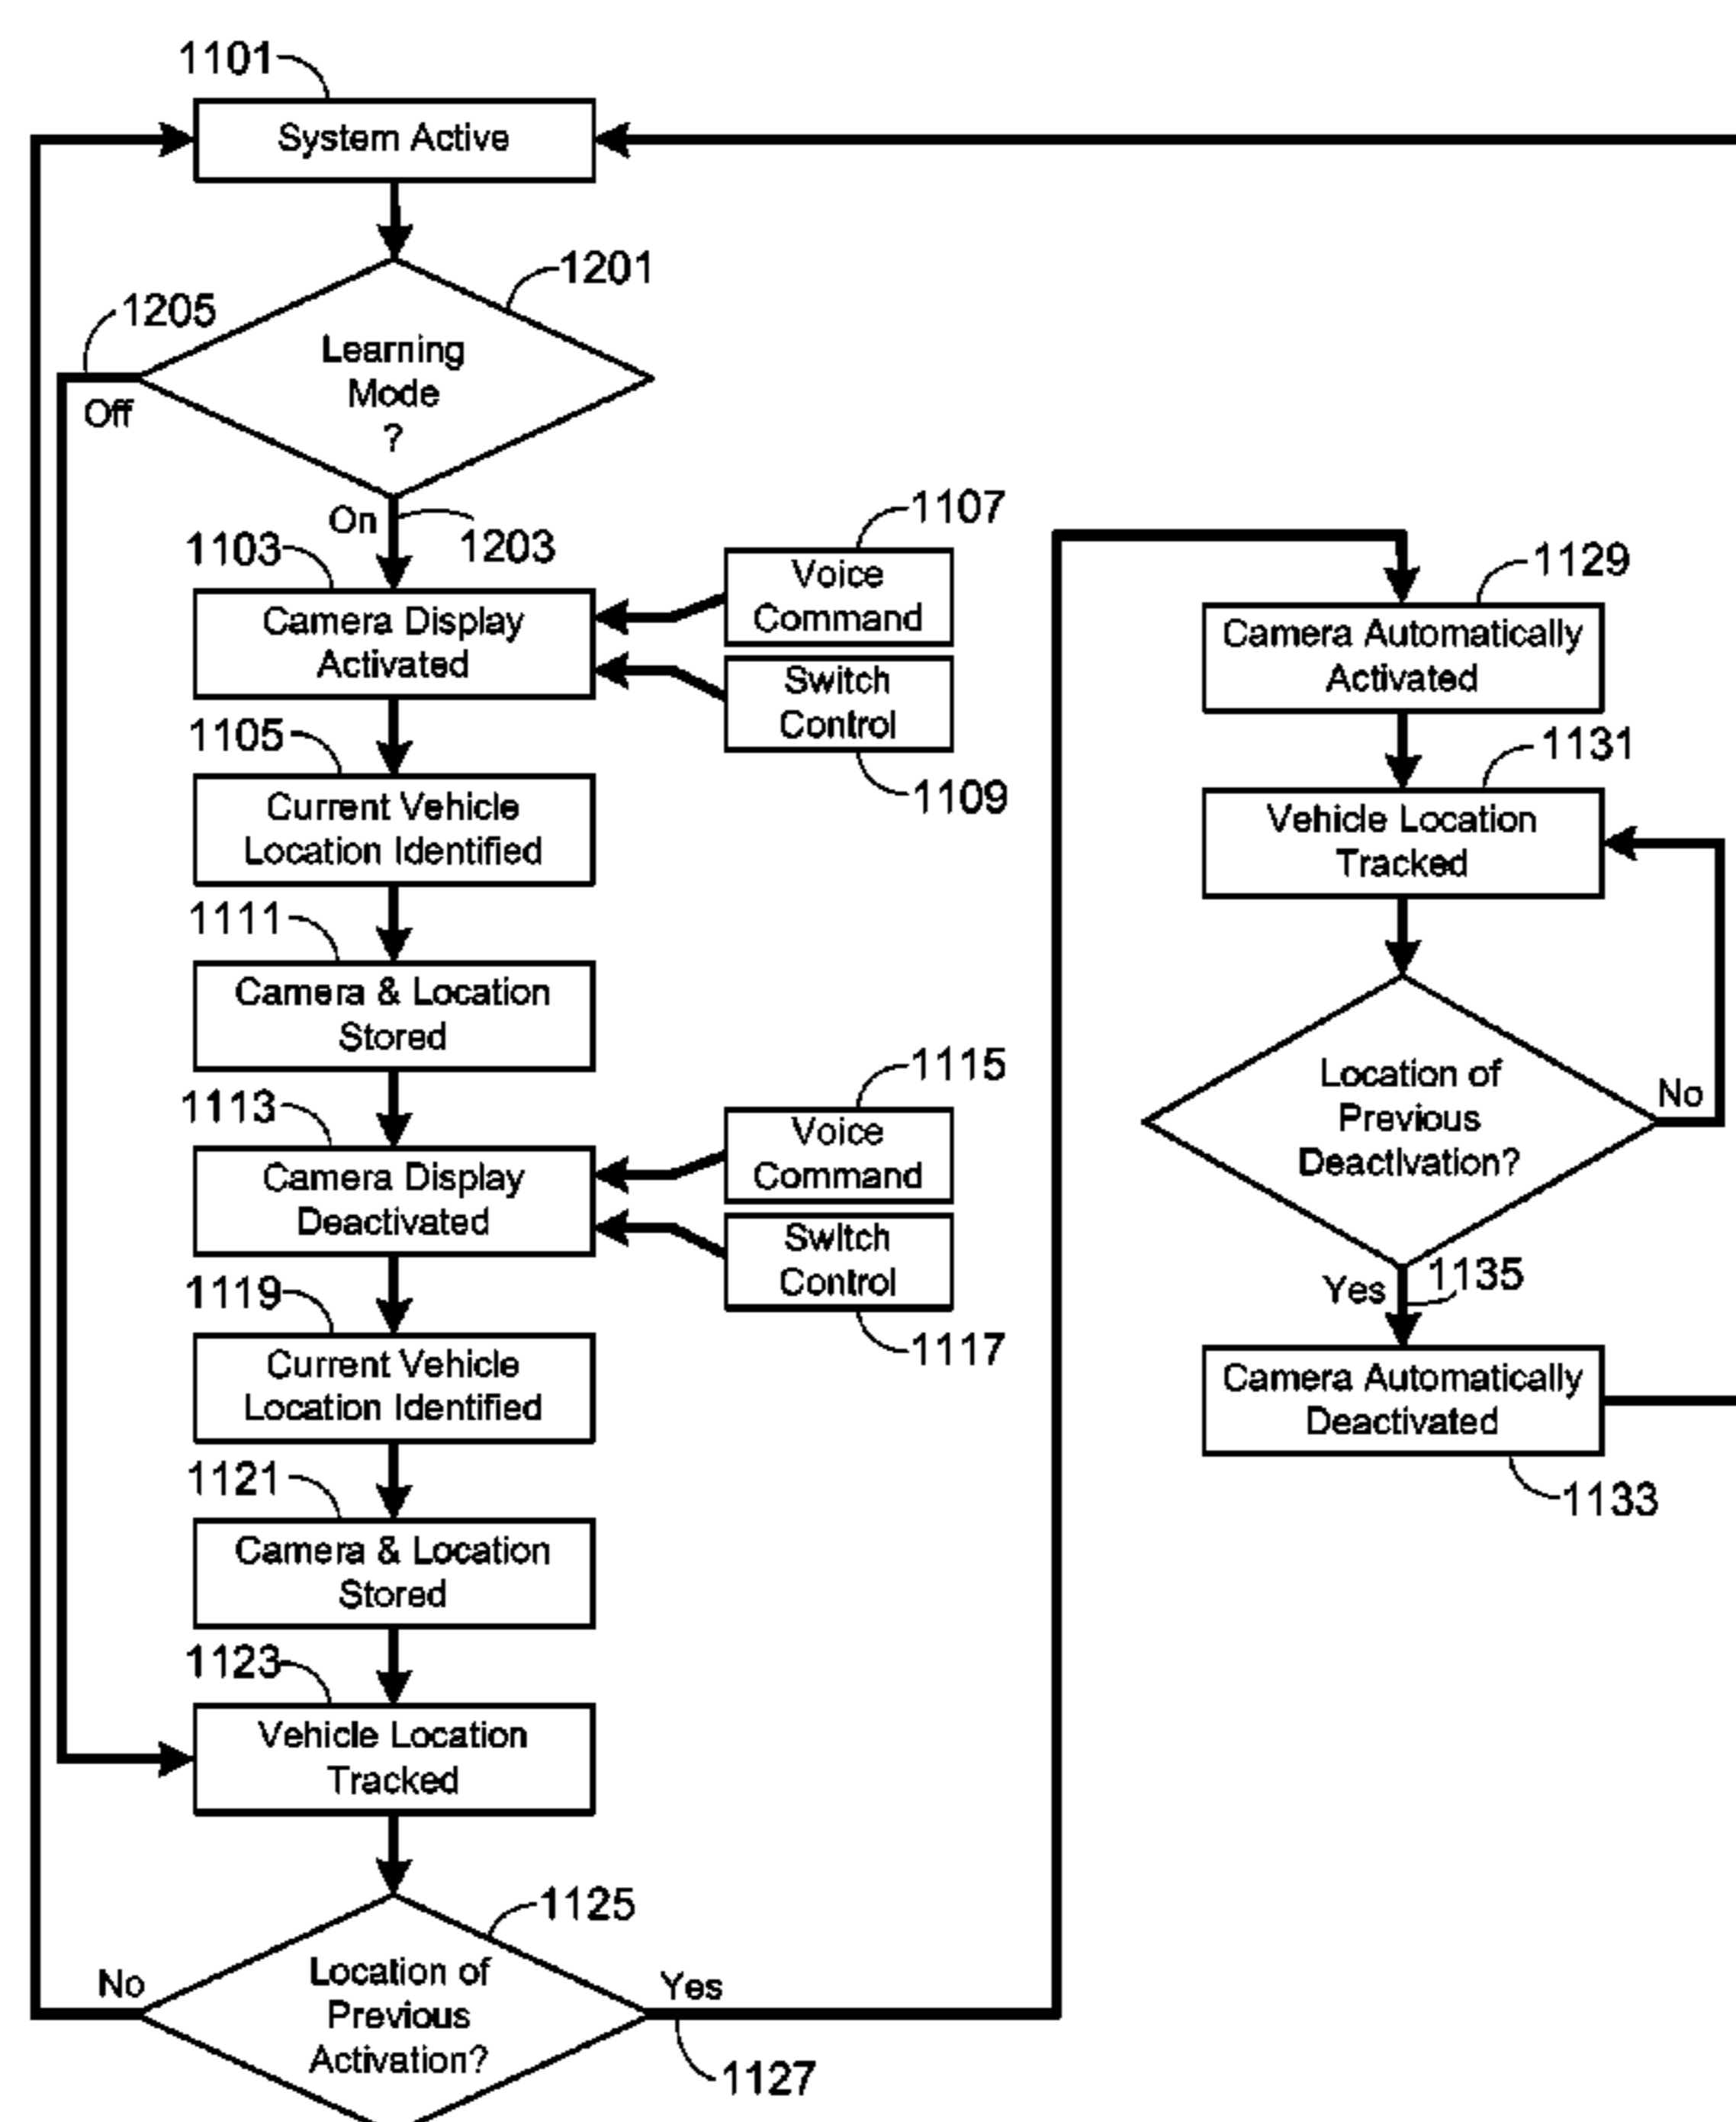 1101
System Active
1201
1205
Learning
Mode
?
Off
On
1203
1103
Camera Display
Activated
1107
Voice
Command
Switch
Control
1109
1105
Current Vehicle
Location Identified
1111
Camera & Location
Stored
1113
Camera Display
Deactivated
1115
Voice
Command
Switch
Control
1117
1119
Current Vehicle
Location Identified
1121
Camera & Location
Stored
1123
Vehicle Location
Tracked
1125
Location of
Previous
Activation?
No
Yes
1127
1129
Camera Automatically
Activated
1131
Vehicle Location
Tracked
Location of
Previous
Deactivation?
No
Yes
1135
Camera Automatically
Deactivated
1133